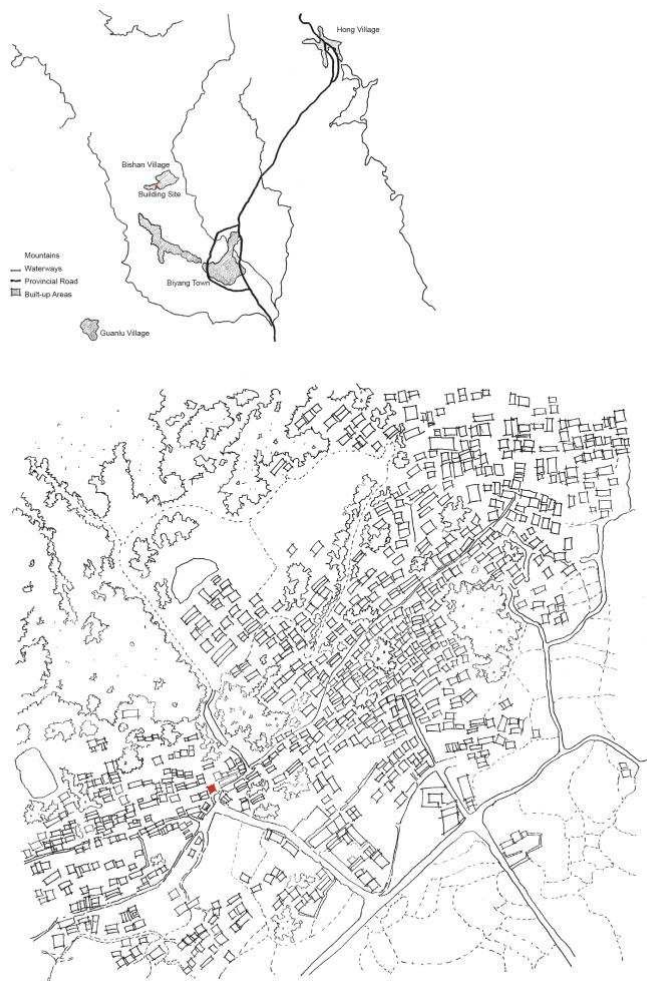 Hong Village
Bishan Village
Building Site
Mountains
Waterways
Provincial Road
Built-up Areas
Biyang Town
Guanlu Village